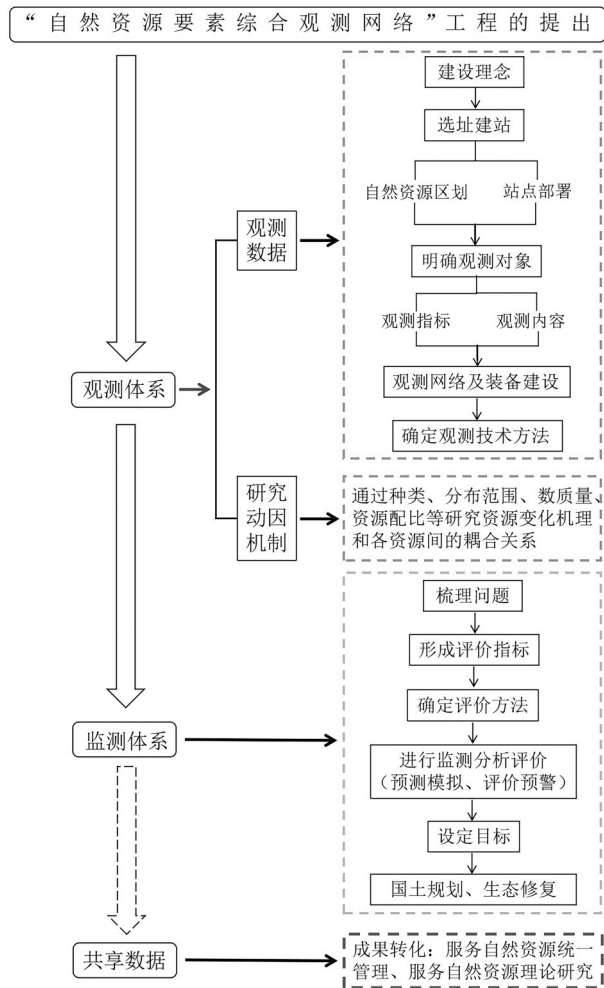 “自然资源要素综合观测网络”工程的提出
建设理念
选址建站
自然资源区划
站点部署
观测
数据
明确观测对象
观测指标
观测内容
观测体系
观测网络及装备建设
确定观测技术方法
研究
动因
机制
通过种类、分布范围、数质量、
资源配比等研究资源变化机理
和各资源间的耦合关系
梳理问题
形成评价指标
确定评价方法
监测体系
进行监测分析评价
（预测模拟、评价预警）
设定目标
国土规划、生态修复
共享数据
成果转化：服务自然资源统一
管理、服务自然资源理论研究